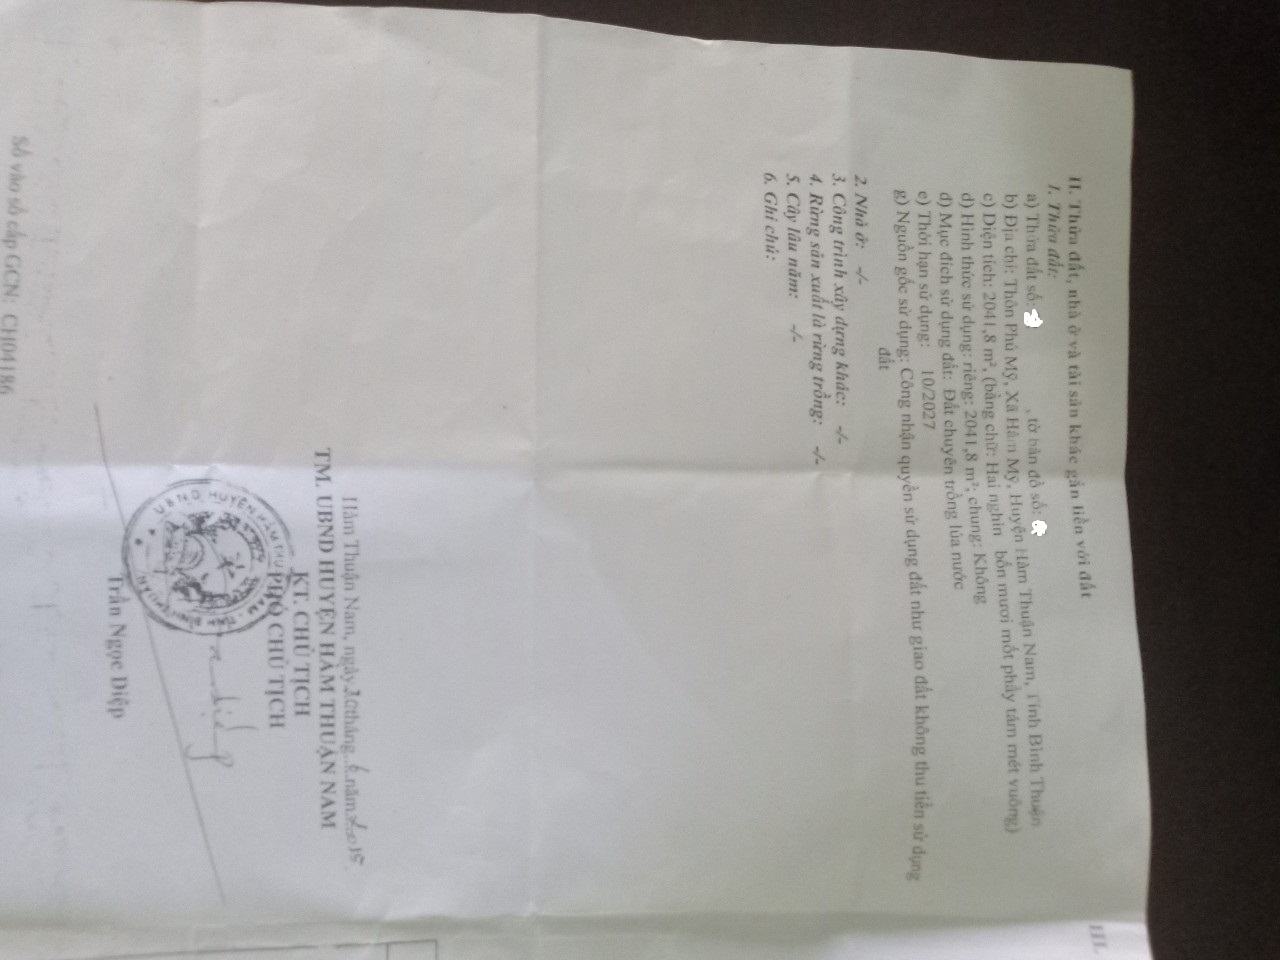 II. Thửa đất, nhà ở và tài sản khác gắn liền với đất
1. Thửa đất:
a) Thửa đất số: , tờ bản đồ số:
b) Địa chỉ: Thôn Phú Mỹ, Xã Hàm Mỹ, Huyện Hàm Thuận Nam, Tỉnh Bình Thuận
c) Diện tích: 2041,8 m², (bằng chữ: Hai nghìn bốn mươi mốt phẩy tám mét vuông)
d) Hình thức sử dụng: riêng: 2041,8 m²; chung: Không
đ) Mục đích sử dụng đất: Đất chuyên trồng lúa nước
e) Thời hạn sử dụng: 10/2027
g) Nguồn gốc sử dụng: Công nhận quyền sử dụng đất như giao đất không thu tiền sử dụng
đất
2. Nhà ở: -/-
3. Công trình xây dựng khác: -/-
4. Rừng sản xuất là rừng trồng: -/-
5. Cây lâu năm: -/-
6. Ghi chú:
Hàm Thuận Nam, ngày tháng 6 năm 2015
TM. UBND HUYỆN HÀM THUẬN NAM
KT. CHỦ TỊCH
PHÓ CHỦ TỊCH
U.B.N.D HUYỆN HÀM THUẬN NAM
Trần Ngọc Diệp
Số vào sổ cấp GCN: CH04186
III.